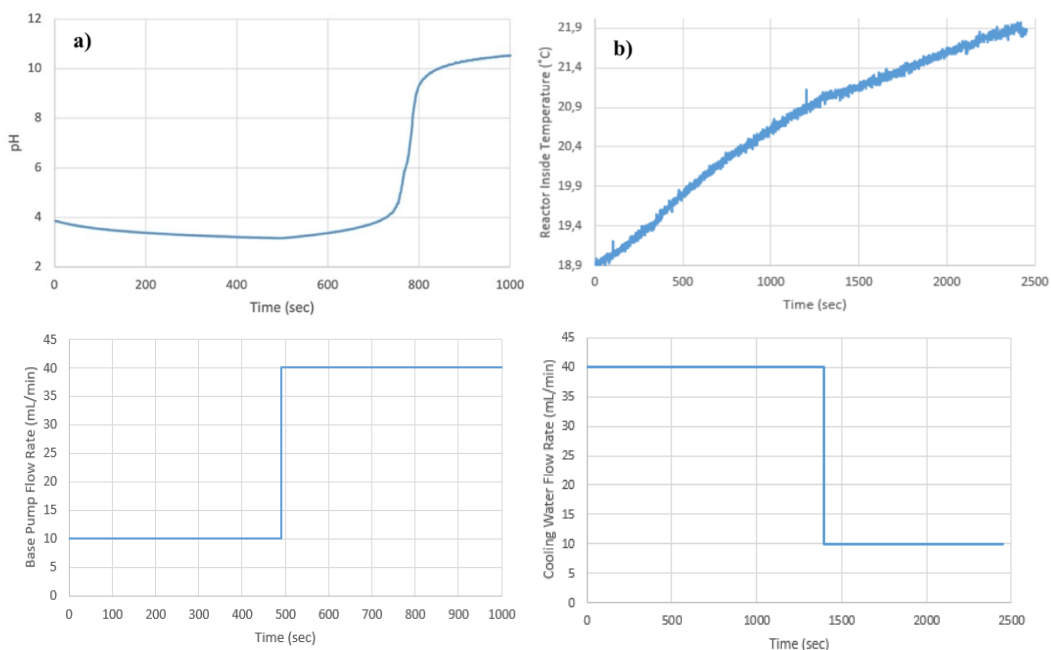 a)
pH
12
10
8
6
4
2
0 200 400 600 800 1000
Time (sec)
b)
Reactor Inside Temperature (˚C)
21,9
21,4
20,9
20,4
19,9
19,4
18,9
0 500 1000 1500 2000 2500
Time (sec)
Base Pump Flow Rate (mL/min)
45
40
35
30
25
20
15
10
5
0
0 100 200 300 400 500 600 700 800 900 1000
Time (sec)
Cooling Water Flow Rate (mL/min)
45
40
35
30
25
20
15
10
5
0
0 500 1000 1500 2000 2500
Time (sec)